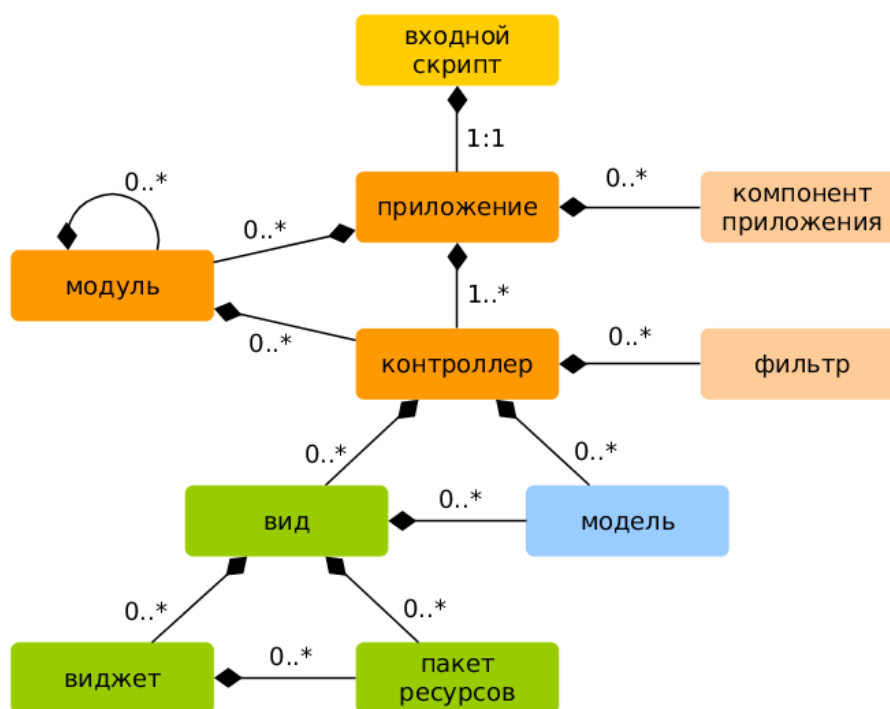 входной
скрипт
1:1
0..*
0..*
приложение
компонент
приложения
0..*
модуль
1..*
0..*
контроллер
0..*
фильтр
0..*
0..*
вид
0..*
модель
0..*
0..*
виджет
0..*
пакет
ресурсов